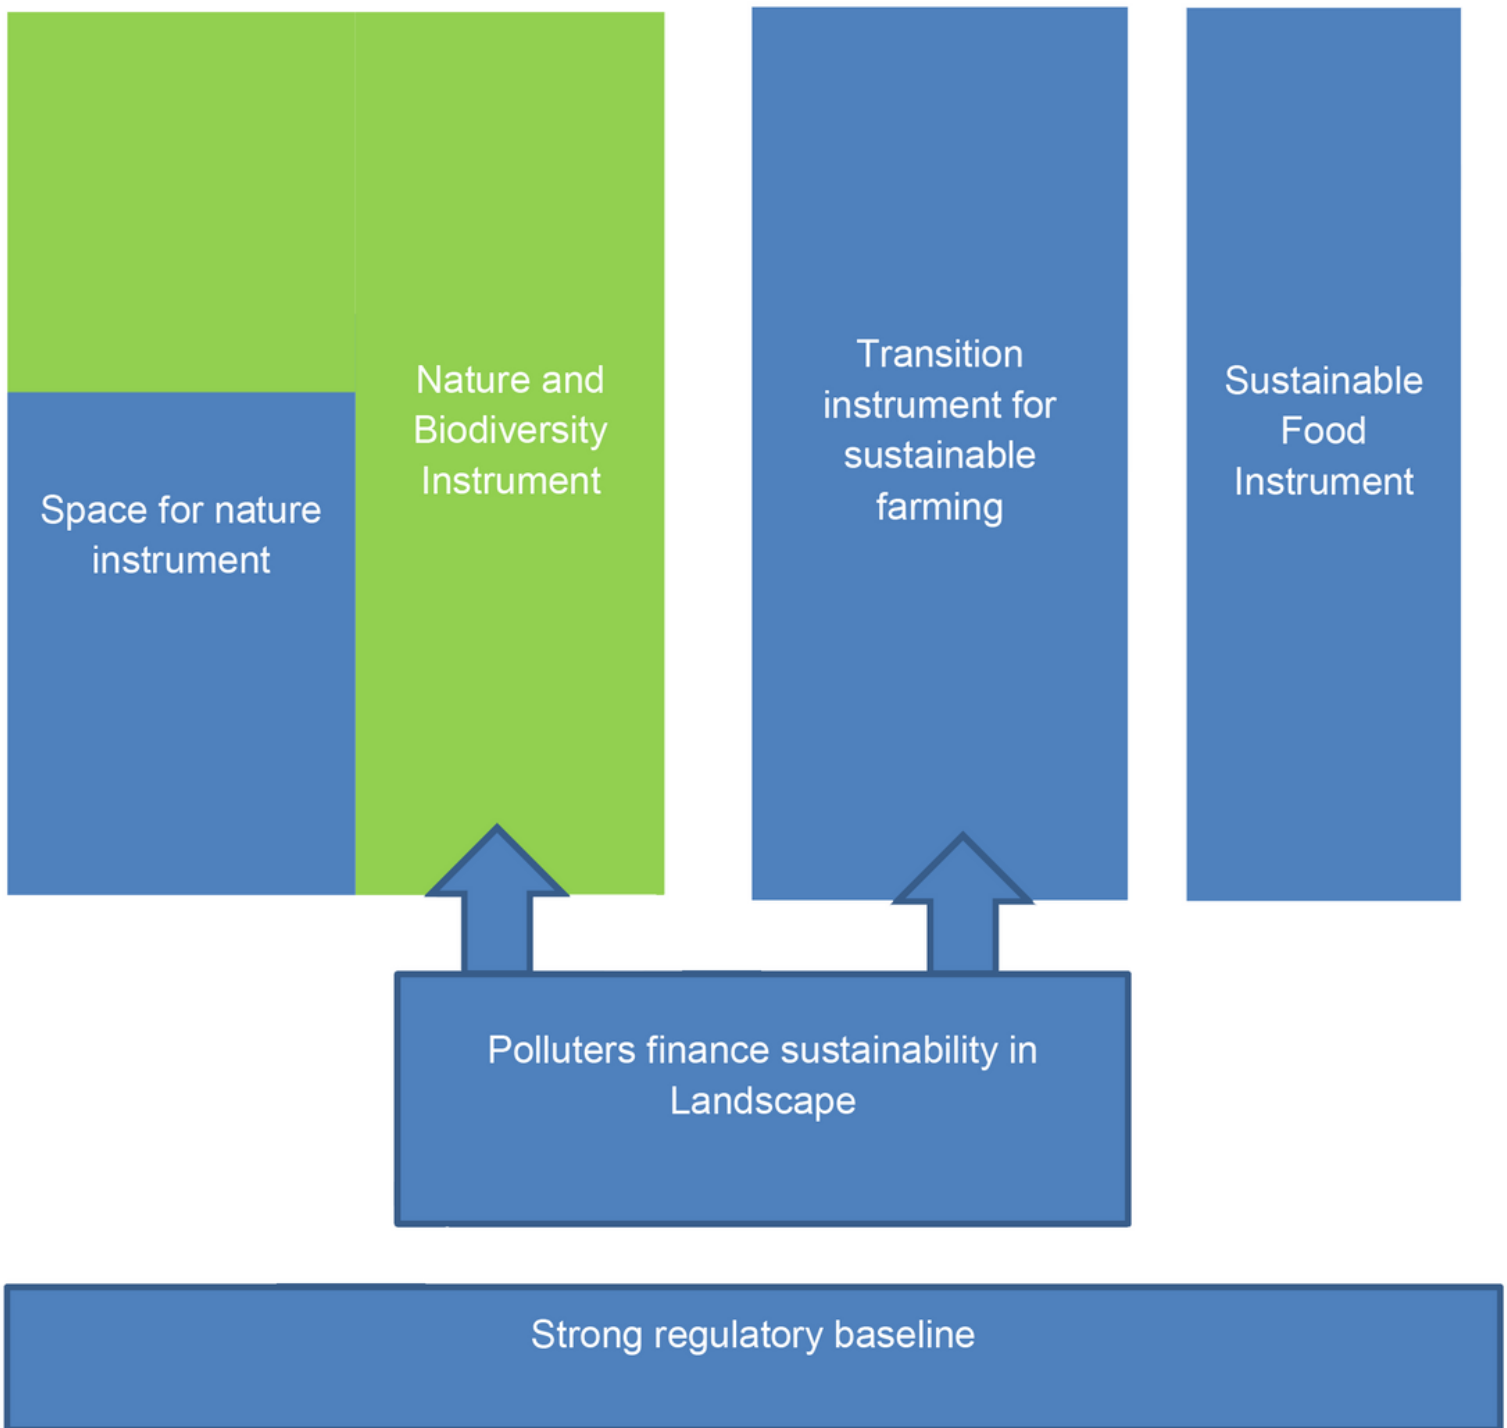 Space for nature
instrument
Nature and
Biodiversity
Instrument
Transition
instrument for
sustainable
farming
Sustainable
Food
Instrument
Polluters finance sustainability in
Landscape
Strong regulatory baseline